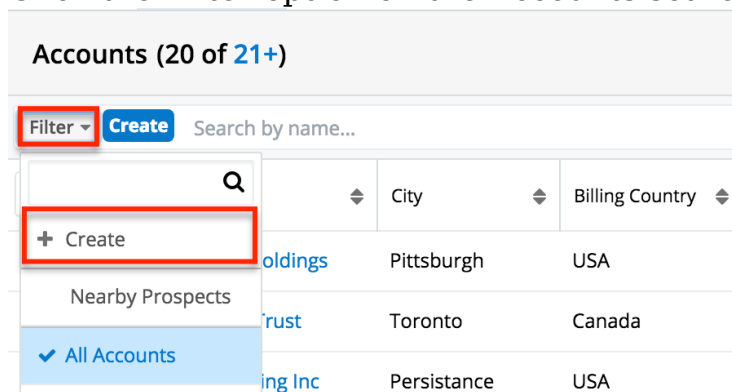 Accounts (20 of 21+)
Filter Create Search by name...
City Billing Country
+ Create
oldings Pittsburgh USA
Nearby Prospects
Trust Toronto Canada
All Accounts
ing Inc Persistance USA